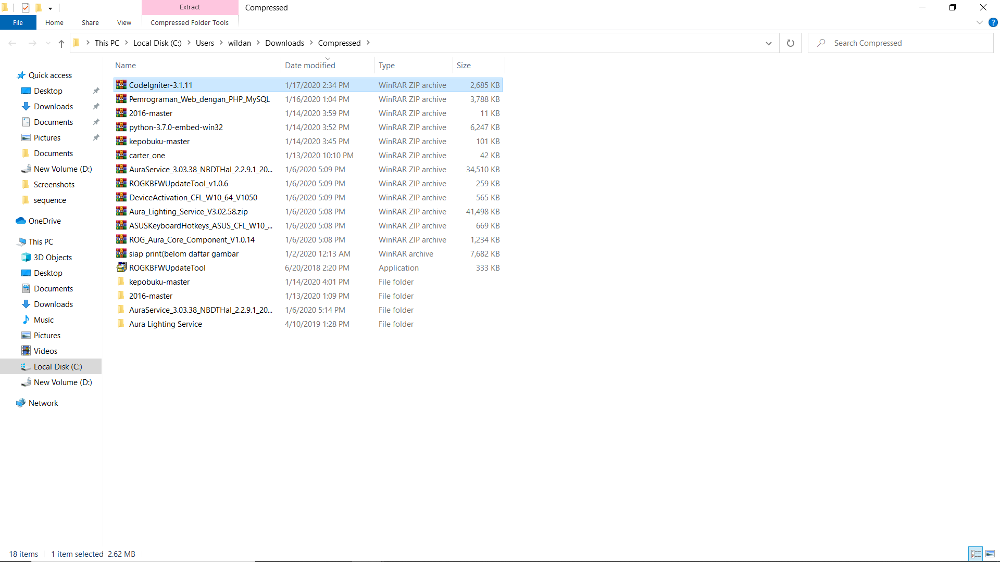 Extract
Compressed
File
Home
Share
View
Compressed Folder Tools
?
This PC
Local Disk (C:)
Users
wildan
Downloads
Compressed
Search Compressed
Name
Date modified
Type
Size
Quick access
Desktop
Downloads
Documents
Pictures
Documents
New Volume (D:)
Screenshots
sequence
OneDrive
This PC
3D Objects
Desktop
Documents
Downloads
Music
Pictures
Videos
Local Disk (C:)
New Volume (D:)
Network
CodeIgniter-3.1.11 1/17/2020 2:34 PM WinRAR ZIP archive 2,685 KB
Pemrograman_Web_dengan_PHP_MySQL 1/16/2020 1:04 PM WinRAR ZIP archive 3,788 KB
2016-master 1/14/2020 3:59 PM WinRAR ZIP archive 11 KB
python-3.7.0-embed-win32 1/14/2020 3:52 PM WinRAR ZIP archive 6,247 KB
kepobuku-master 1/14/2020 3:45 PM WinRAR ZIP archive 101 KB
carter_one 1/13/2020 10:10 PM WinRAR ZIP archive 42 KB
AuraService_3.03.38_NBDTHal_2.2.9.1_20... 1/6/2020 5:09 PM WinRAR ZIP archive 34,510 KB
ROGKBFWUpdateTool_v1.0.6 1/6/2020 5:09 PM WinRAR ZIP archive 259 KB
DeviceActivation_CFL_W10_64_V1050 1/6/2020 5:09 PM WinRAR ZIP archive 565 KB
Aura_Lighting_Service_V3.02.58.zip 1/6/2020 5:08 PM WinRAR ZIP archive 41,498 KB
ASUSKeyboardHotkeys_ASUS_CFL_W10_... 1/6/2020 5:08 PM WinRAR ZIP archive 669 KB
ROG_Aura_Core_Component_V1.0.14 1/6/2020 5:08 PM WinRAR ZIP archive 1,234 KB
siap print(belom daftar gambar 1/2/2020 12:13 AM WinRAR archive 7,682 KB
ROGKBFWUpdateTool 6/20/2018 2:20 PM Application 333 KB
kepobuku-master 1/14/2020 4:01 PM File folder
2016-master 1/13/2020 1:09 PM File folder
AuraService_3.03.38_NBDTHal_2.2.9.1_20... 1/6/2020 5:14 PM File folder
Aura Lighting Service 4/10/2019 1:28 PM File folder
18 items
1 item selected 2.62 MB